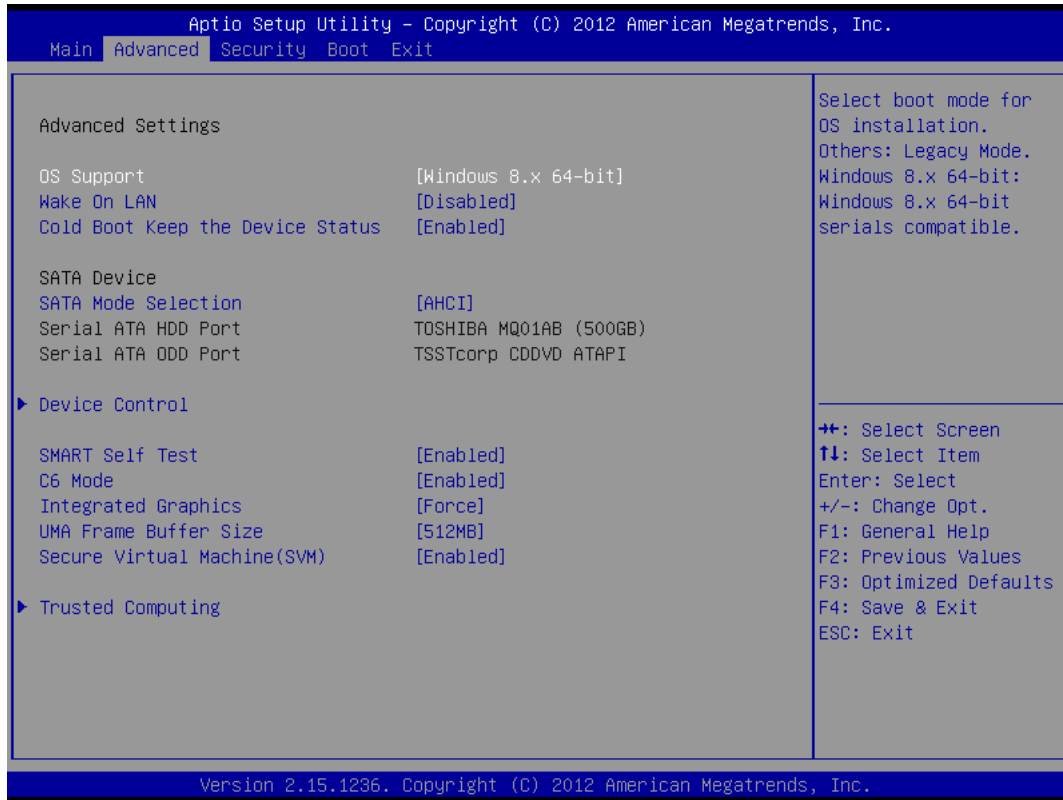 Aptio Setup Utility – Copyright (C) 2012 American Megatrends, Inc.
Main Advanced Security Boot Exit
Advanced Settings
OS Support [Windows 8.x 64-bit]
Wake On LAN [Disabled]
Cold Boot Keep the Device Status [Enabled]
SATA Device
SATA Mode Selection [AHCI]
Serial ATA HDD Port TOSHIBA MQ01AB (500GB)
Serial ATA ODD Port TSSTcorp CDDVD ATAPI
▶ Device Control
SMART Self Test [Enabled]
C6 Mode [Enabled]
Integrated Graphics [Force]
UMA Frame Buffer Size [512MB]
Secure Virtual Machine(SVM) [Enabled]
▶ Trusted Computing
Select boot mode for
OS installation.
Others: Legacy Mode.
Windows 8.x 64-bit:
Windows 8.x 64-bit
serials compatible.
→←: Select Screen
↑↓: Select Item
Enter: Select
+/-: Change Opt.
F1: General Help
F2: Previous Values
F3: Optimized Defaults
F4: Save & Exit
ESC: Exit
Version 2.15.1236. Copyright (C) 2012 American Megatrends, Inc.